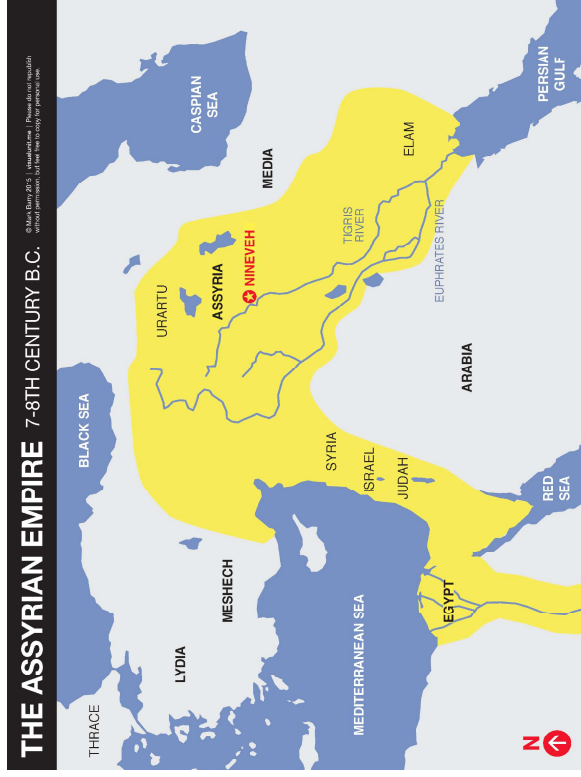 THE ASSYRIAN EMPIRE 7-8TH CENTURY B.C.
© Mark Barry 2015 | visualunit.me | Please do not republish
without permission, but feel free to copy for personal use.
THRACE
BLACK SEA
CASPIAN
SEA
LYDIA
MESHECH
URARTU
ASSYRIA
NINEVEH
MEDIA
MEDITERRANEAN SEA
SYRIA
ISRAEL
JUDAH
TIGRIS
RIVER
EUPHRATES RIVER
ELAM
EGYPT
ARABIA
RED
SEA
PERSIAN
GULF
N